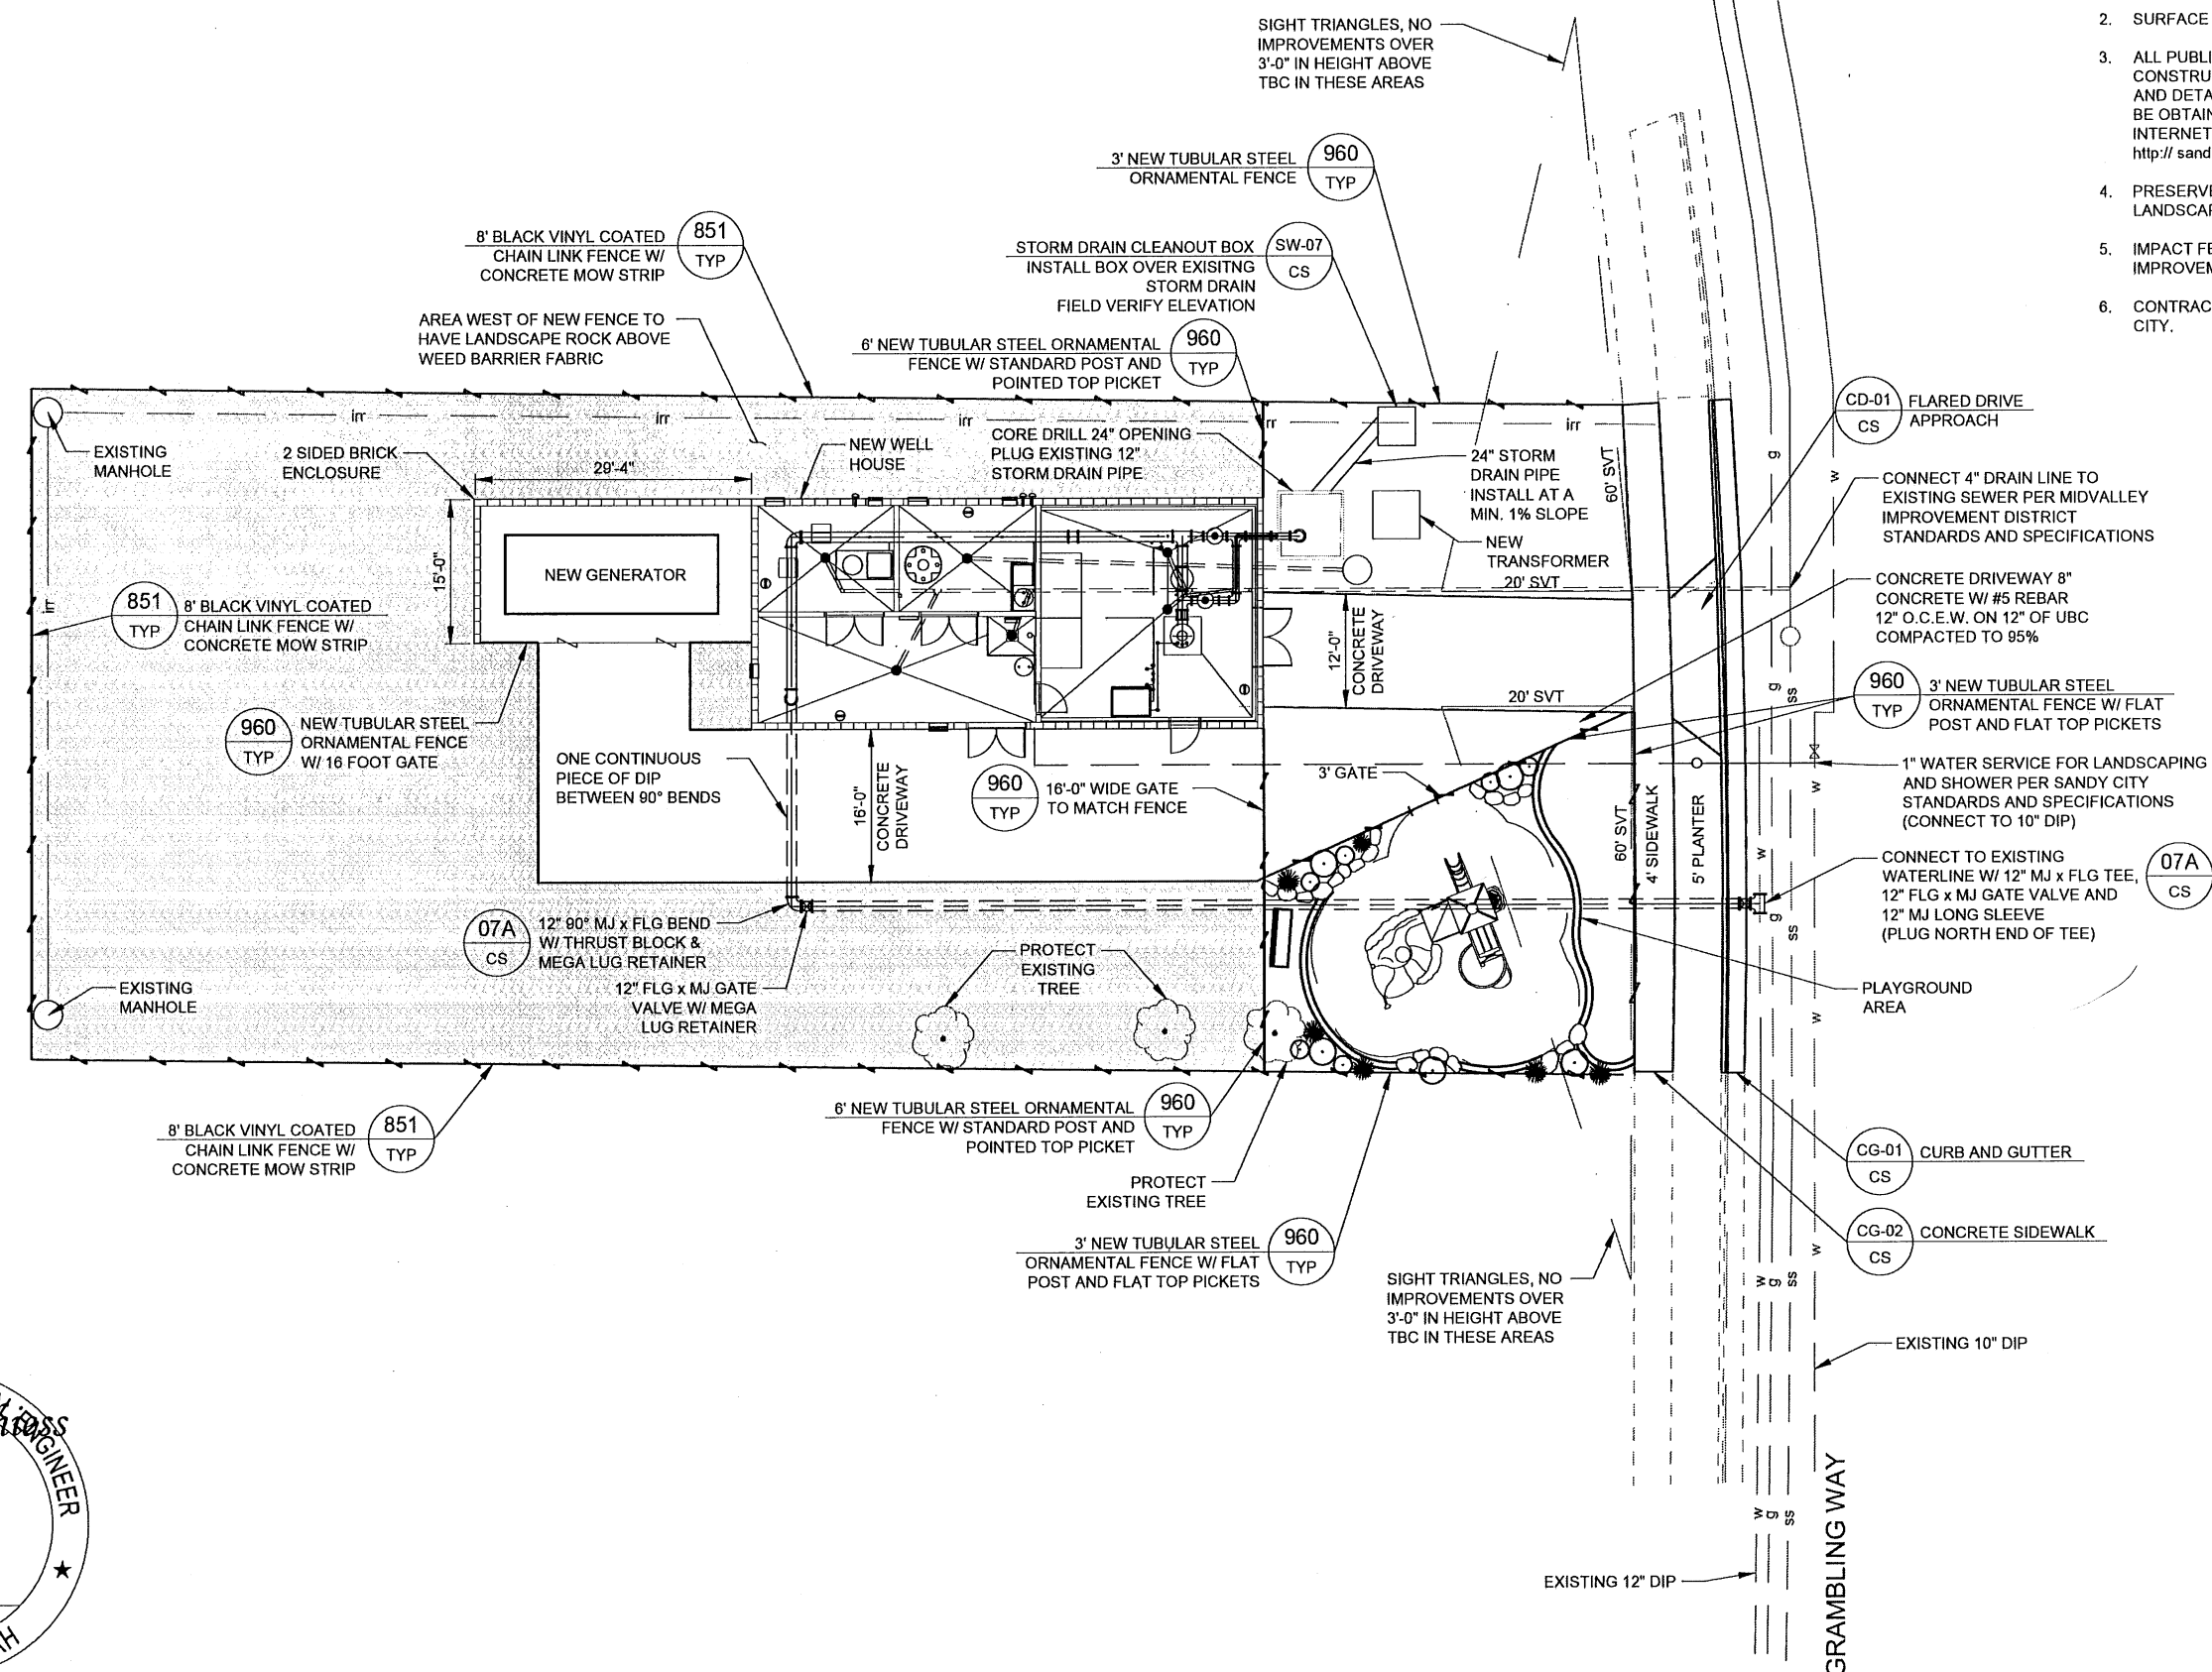 SIGHT TRIANGLES, NO
IMPROVEMENTS OVER
3'-0" IN HEIGHT ABOVE
TBC IN THESE AREAS
2. SURFACE
3. ALL PUBLI
CONSTRU
AND DETA
BE OBTAIN
INTERNET
http:// sand
4. PRESERVE
LANDSCAP
5. IMPACT FE
IMPROVEM
6. CONTRAC
CITY.
3' NEW TUBULAR STEEL
ORNAMENTAL FENCE
960
TYP
8' BLACK VINYL COATED
CHAIN LINK FENCE W/
CONCRETE MOW STRIP
851
TYP
STORM DRAIN CLEANOUT BOX
INSTALL BOX OVER EXISITNG
STORM DRAIN
FIELD VERIFY ELEVATION
SW-07
CS
AREA WEST OF NEW FENCE TO
HAVE LANDSCAPE ROCK ABOVE
WEED BARRIER FABRIC
6' NEW TUBULAR STEEL ORNAMENTAL
FENCE W/ STANDARD POST AND
POINTED TOP PICKET
960
TYP
CD-01
CS
FLARED DRIVE
APPROACH
irr
irr
irr
irr
irr
EXISTING
MANHOLE
2 SIDED BRICK
ENCLOSURE
29'-4"
NEW WELL
HOUSE
CORE DRILL 24" OPENING
PLUG EXISTING 12"
STORM DRAIN PIPE
24" STORM
DRAIN PIPE
INSTALL AT A
MIN. 1% SLOPE
60' SVT
g
w
CONNECT 4" DRAIN LINE TO
EXISTING SEWER PER MIDVALLEY
IMPROVEMENT DISTRICT
STANDARDS AND SPECIFICATIONS
NEW
TRANSFORMER
15'-0"
NEW GENERATOR
20' SVT
CONCRETE DRIVEWAY 8"
CONCRETE W/ #5 REBAR
12" O.C.E.W. ON 12" OF UBC
COMPACTED TO 95%
irr
851
TYP
8' BLACK VINYL COATED
CHAIN LINK FENCE W/
CONCRETE MOW STRIP
12'-0"
CONCRETE
DRIVEWAY
20' SVT
g
g
ss
960
TYP
3' NEW TUBULAR STEEL
ORNAMENTAL FENCE W/ FLAT
POST AND FLAT TOP PICKETS
960
TYP
NEW TUBULAR STEEL
ORNAMENTAL FENCE
W/ 16 FOOT GATE
ONE CONTINUOUS
PIECE OF DIP
BETWEEN 90° BENDS
16'-0"
CONCRETE
DRIVEWAY
960
TYP
16'-0" WIDE GATE
TO MATCH FENCE
3' GATE
60' SVT
4' SIDEWALK
5' PLANTER
w
w
1" WATER SERVICE FOR LANDSCAPING
AND SHOWER PER SANDY CITY
STANDARDS AND SPECIFICATIONS
(CONNECT TO 10" DIP)
CONNECT TO EXISTING
WATERLINE W/ 12" MJ x FLG TEE,
12" FLG x MJ GATE VALVE AND
12" MJ LONG SLEEVE
(PLUG NORTH END OF TEE)
07A
CS
07A
CS
12" 90° MJ x FLG BEND
W/ THRUST BLOCK &
MEGA LUG RETAINER
12" FLG x MJ GATE
VALVE W/ MEGA
LUG RETAINER
PROTECT
EXISTING
TREE
g
ss
w
w
EXISTING
MANHOLE
PLAYGROUND
AREA
8' BLACK VINYL COATED
CHAIN LINK FENCE W/
CONCRETE MOW STRIP
851
TYP
6' NEW TUBULAR STEEL ORNAMENTAL
FENCE W/ STANDARD POST AND
POINTED TOP PICKET
960
TYP
PROTECT
EXISTING TREE
CG-01
CS
CURB AND GUTTER
CG-02
CS
CONCRETE SIDEWALK
3' NEW TUBULAR STEEL
ORNAMENTAL FENCE W/ FLAT
POST AND FLAT TOP PICKETS
960
TYP
SIGHT TRIANGLES, NO
IMPROVEMENTS OVER
3'-0" IN HEIGHT ABOVE
TBC IN THESE AREAS
w
w g ss
EXISTING 10" DIP
w g ss
EXISTING 12" DIP
GRAMBLING WAY
ENGINEER